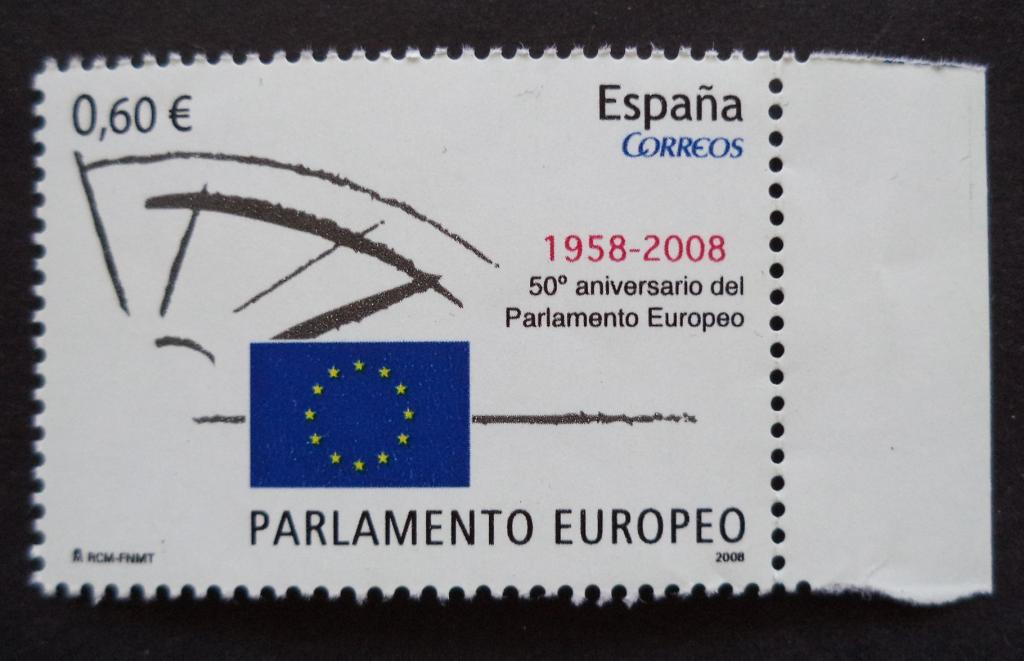 0,60 €
España
CORREOS
1958-2008
50º aniversario del
Parlamento Europeo
PARLAMENTO EUROPEO
RCM-FNMT
2008